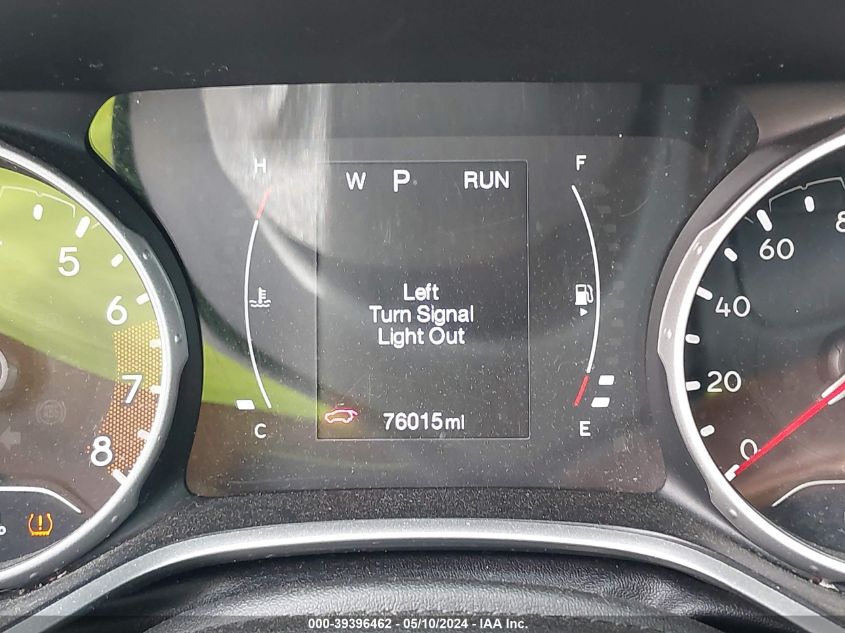 H
W P RUN
F
5
6
7
8
Left
Turn Signal
Light Out
76015mi
C
E
0
20
40
60
8
000-39396462 - 05/10/2024 - IAA Inc.